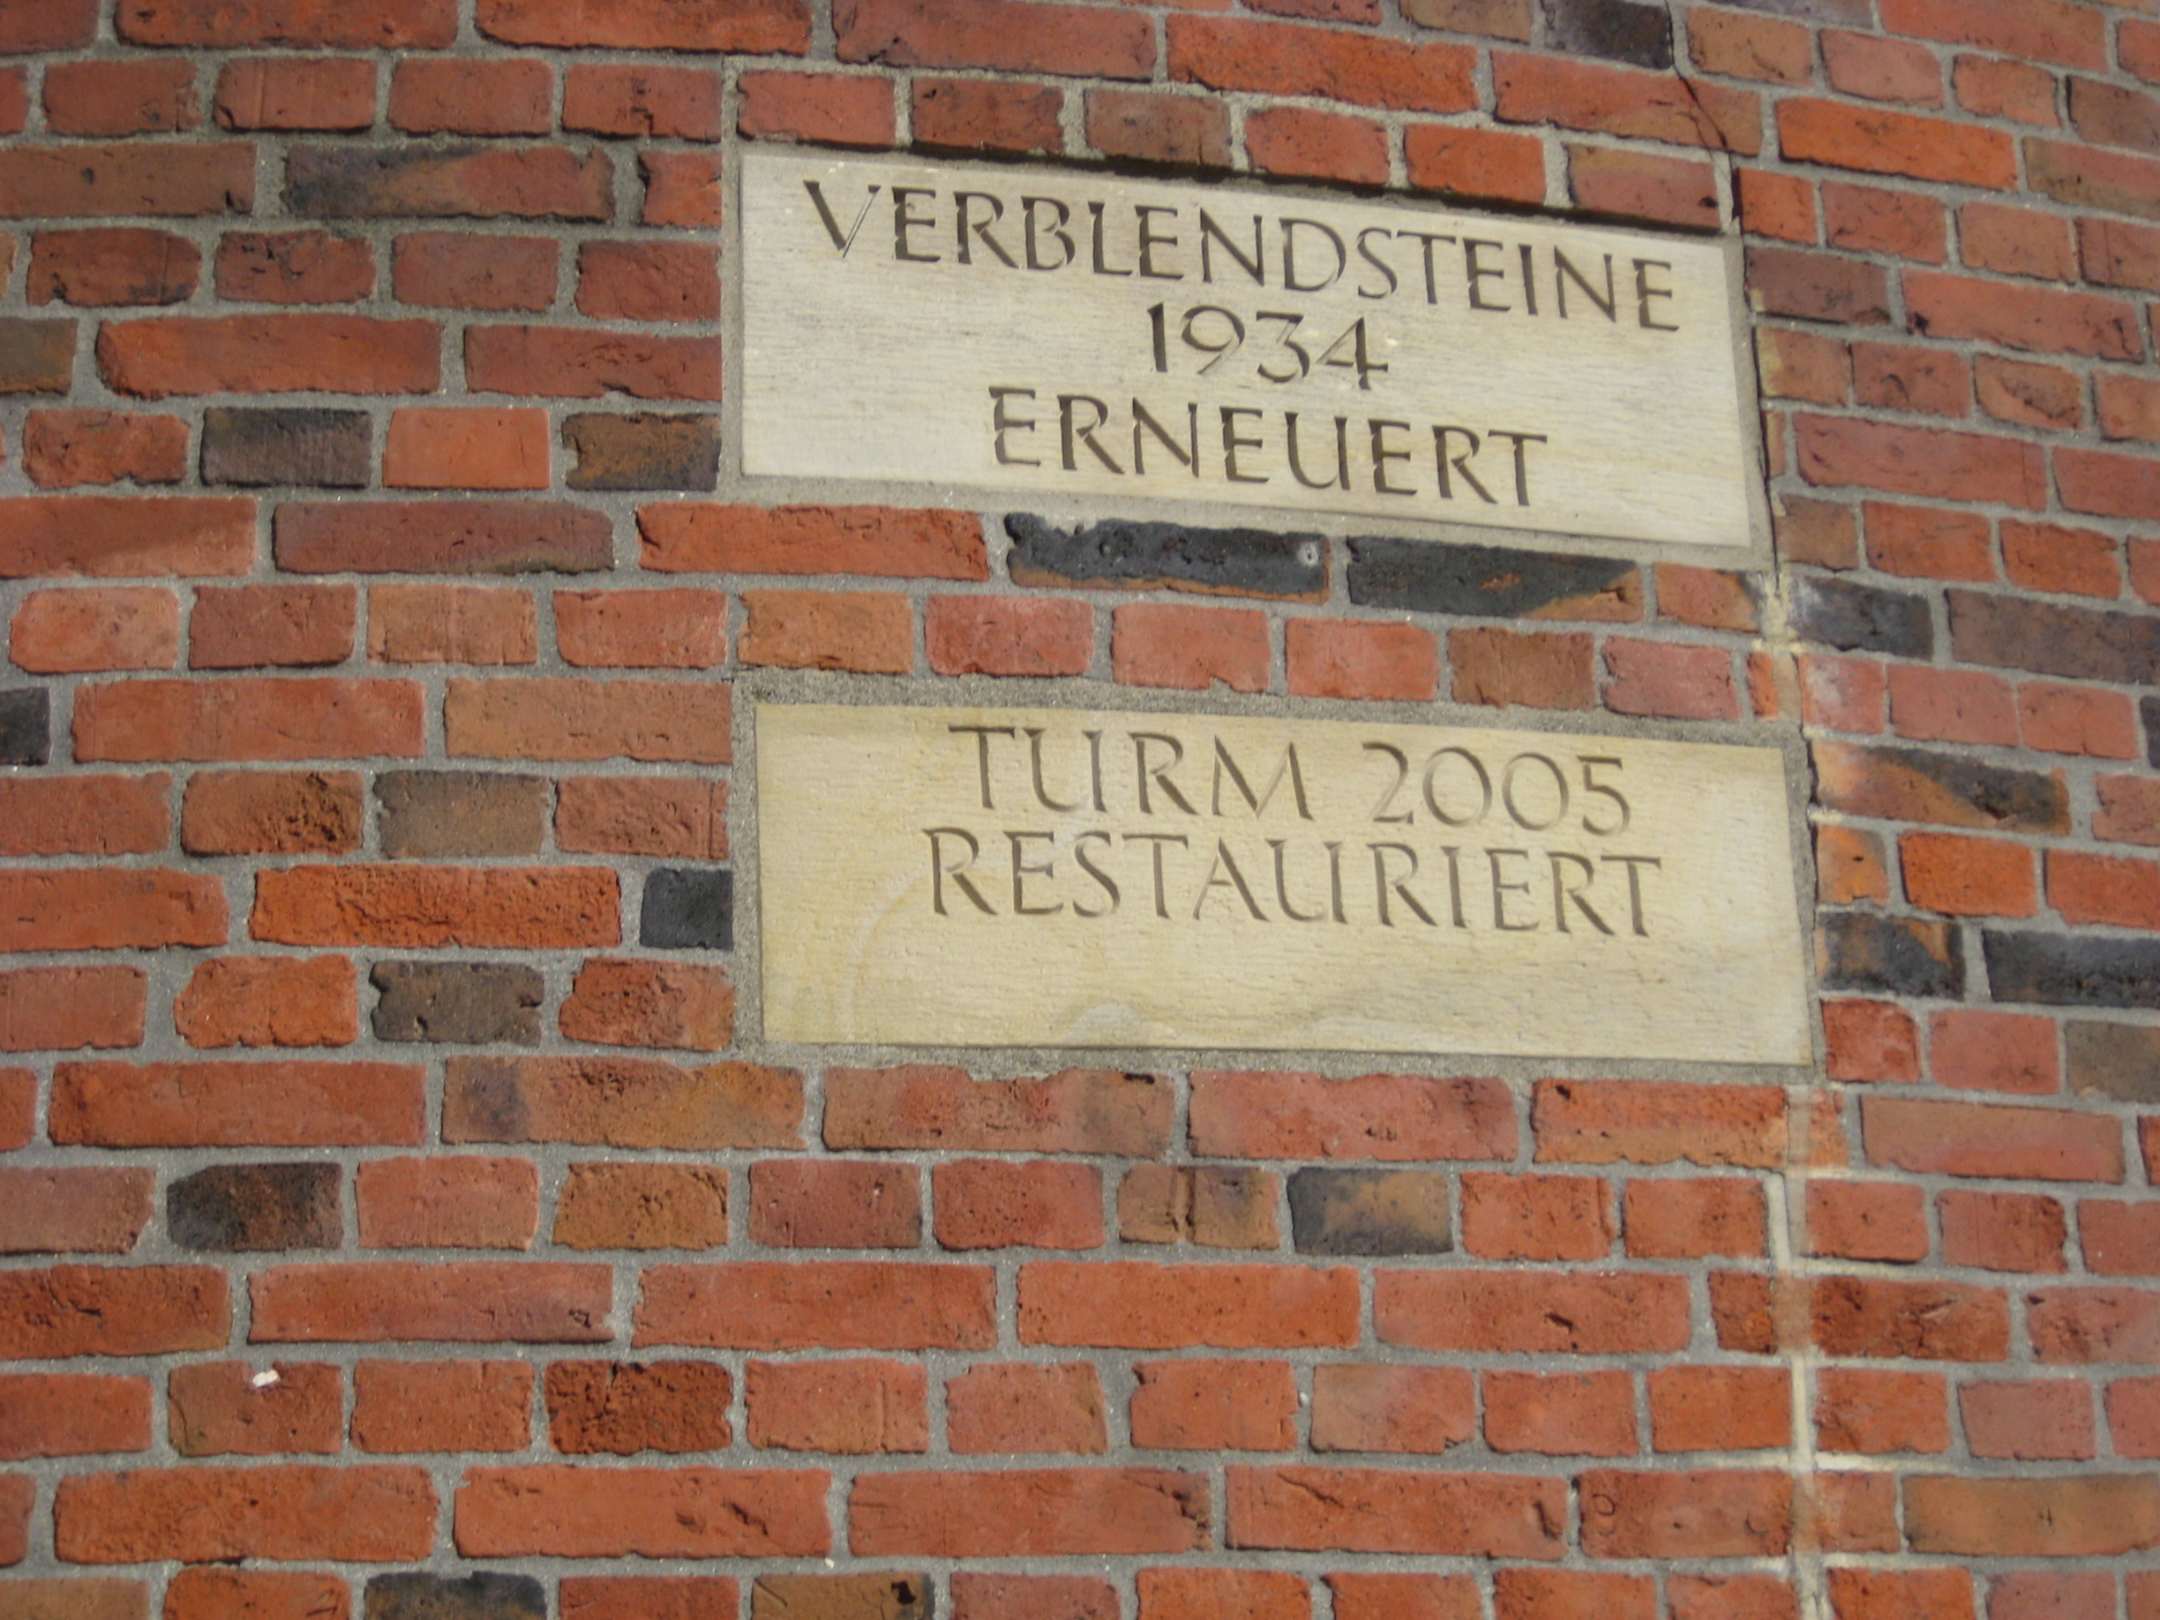 VERBLENDSTEINE
1934
ERNEUERT
TURM 2005
RESTAURIERT